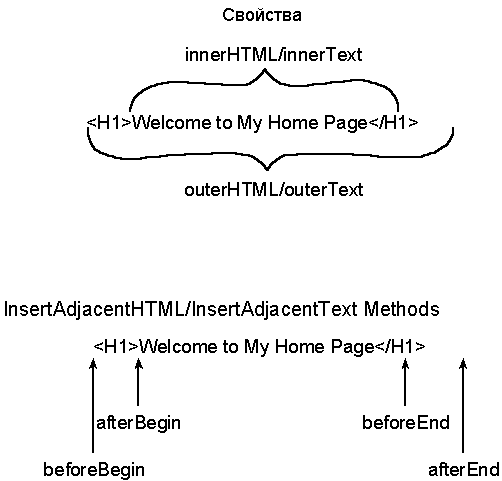 Свойства
innerHTML/innerText
<H1>Welcome to My Home Page</H1>
outerHTML/outerText
InsertAdjacentHTML/InsertAdjacentText Methods
<H1>Welcome to My Home Page</H1>
afterBegin beforeEnd
beforeBegin afterEnd